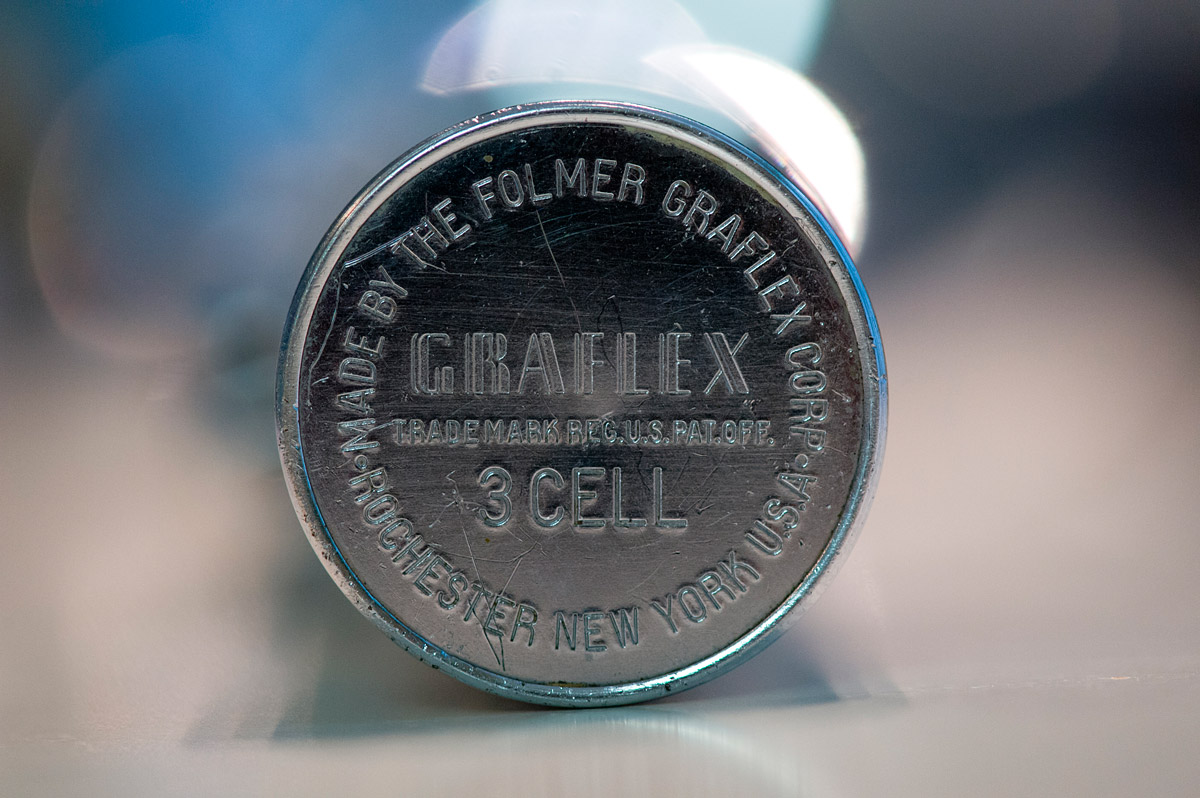 MADE BY THE FOLMER GRAFLEX CORP.
GRAFLEX
TRADE MARK REG. U.S. PAT. OFF.
3 CELL
•ROCHESTER NEW YORK U.S.A•